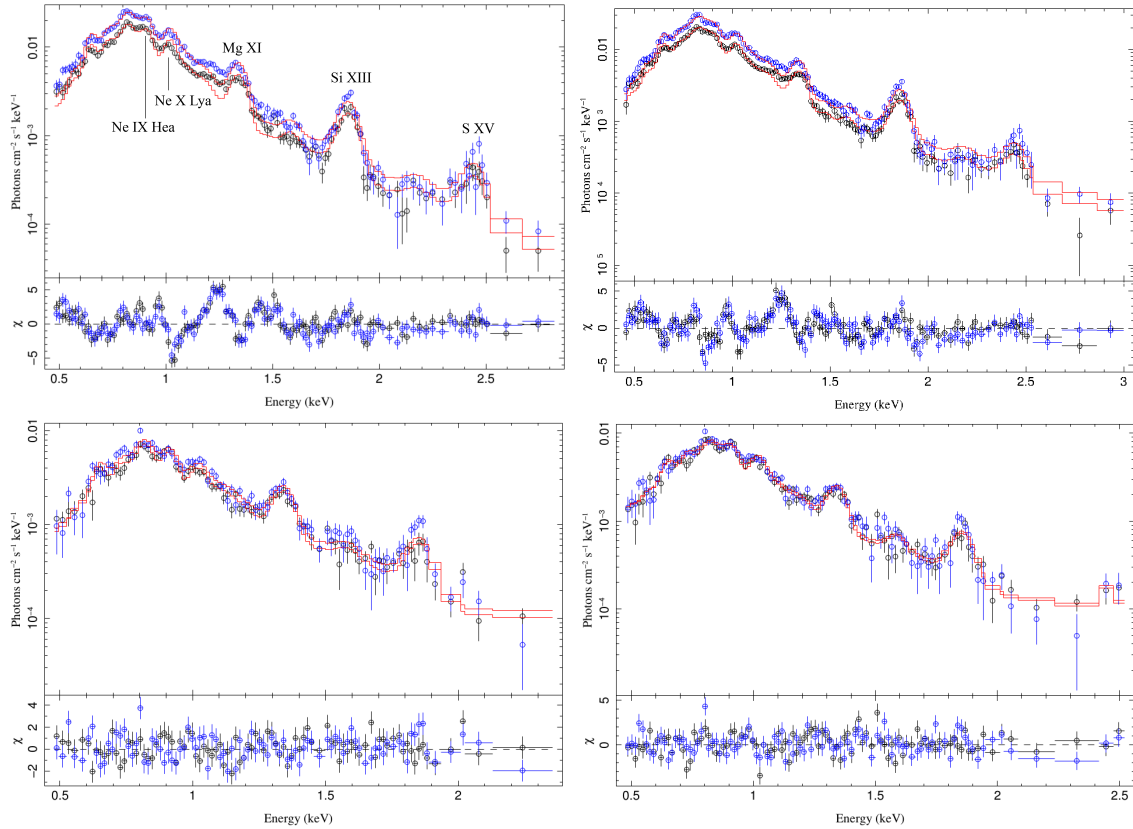 0.01
10⁻³
10⁻⁴
Photons cm⁻² s⁻¹ keV⁻¹
Mg XI
Si XIII
Ne X Lya
S XV
Ne IX Hea
5
0
−5
χ
0.5 1 1.5 2 2.5
Energy (keV)
0.01
10⁻³
10⁻⁴
10⁻⁵
Photons cm⁻² s⁻¹ keV⁻¹
5
0
−5
χ
0.5 1 1.5 2 2.5 3
Energy (keV)
0.01
10⁻³
10⁻⁴
Photons cm⁻² s⁻¹ keV⁻¹
4
2
0
−2
χ
0.5 1 1.5 2
Energy (keV)
0.01
10⁻³
10⁻⁴
Photons cm⁻² s⁻¹ keV⁻¹
5
0
χ
0.5 1 1.5 2 2.5
Energy (keV)